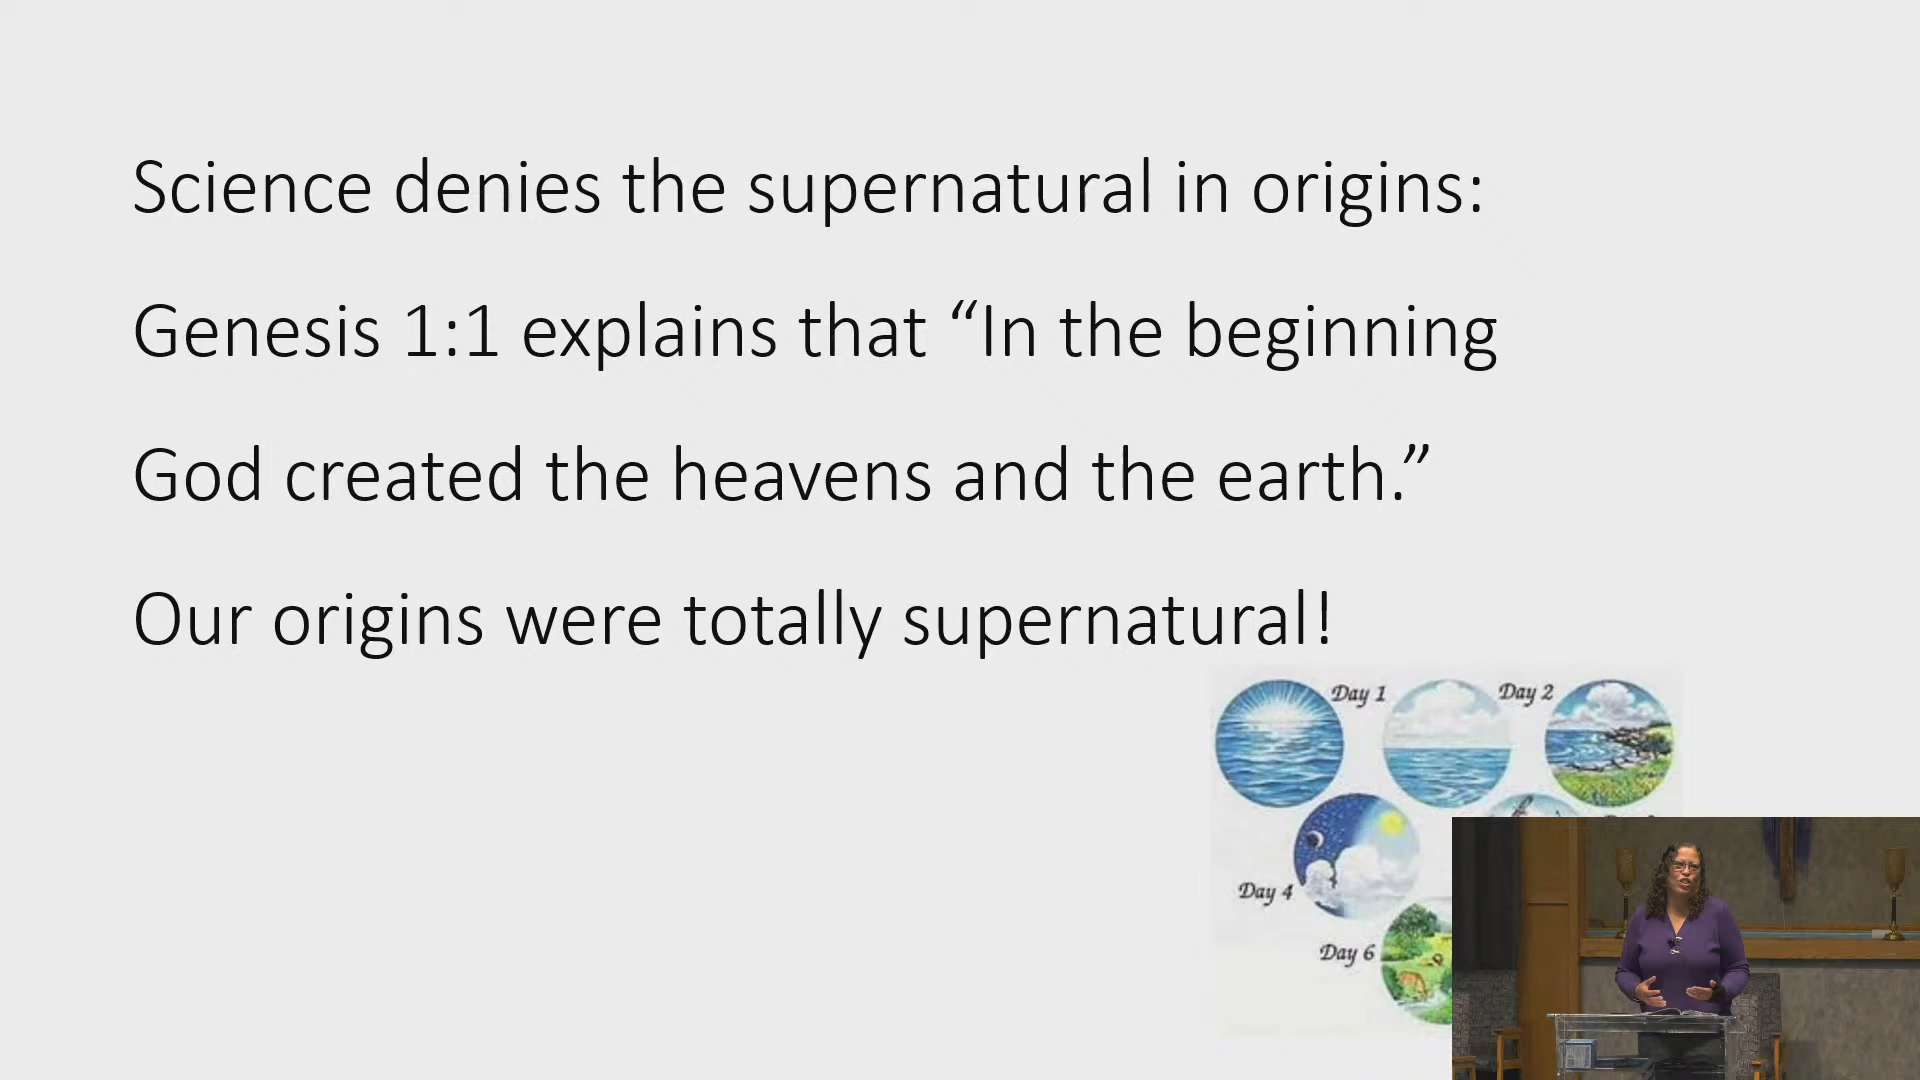 Science denies the supernatural in origins:
Genesis 1:1 explains that “In the beginning
God created the heavens and the earth.”
Our origins were totally supernatural!
Day 1
Day 2
Day 4
Day 6